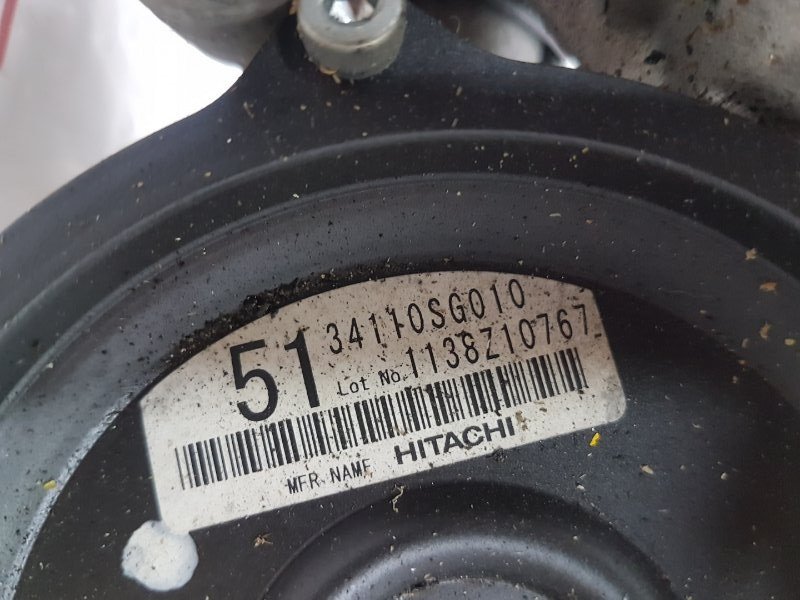 51 34110SG010
Lot No. 1138Z10767
MFR NAME HITACHI